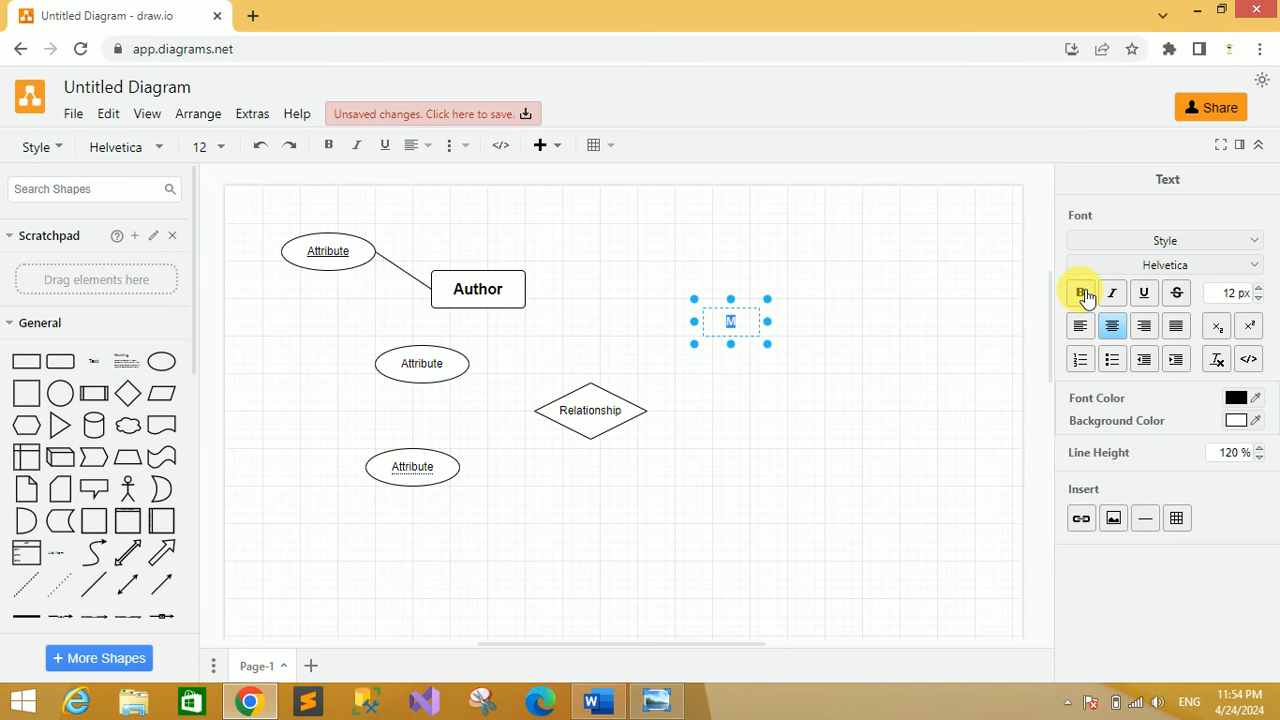 Untitled Diagram - draw.io
app.diagrams.net
Untitled Diagram
File Edit View Arrange Extras Help
Unsaved changes. Click here to save.
Share
Style Helvetica 12 B I U
Search Shapes
Scratchpad
Drag elements here
General
Text
Heading
More Shapes
Attribute
Author
M
Attribute
Relationship
Attribute
Page-1
Text
Font
Style
Helvetica
B I U S 12 px
Font Color
Background Color
Line Height 120 %
Insert
ENG
11:54 PM
4/24/2024